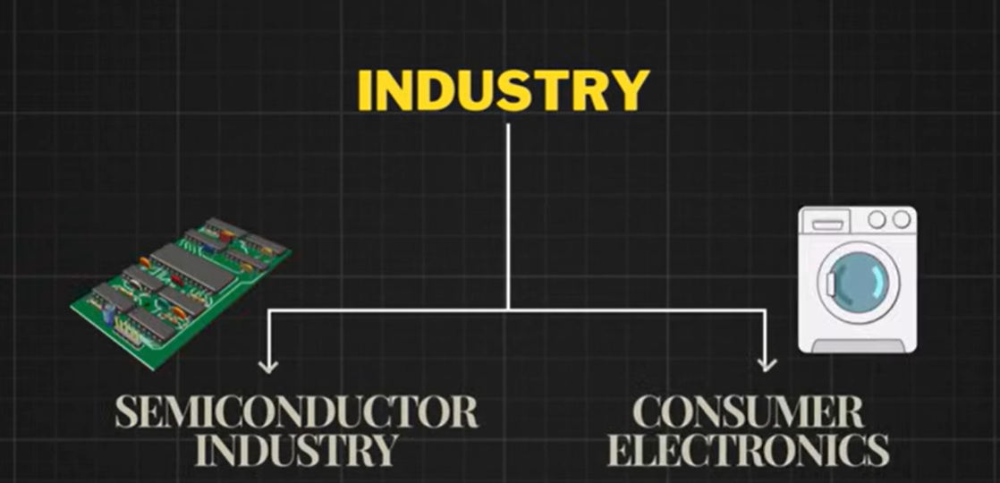 INDUSTRY
SEMICONDUCTOR
INDUSTRY
CONSUMER
ELECTRONICS